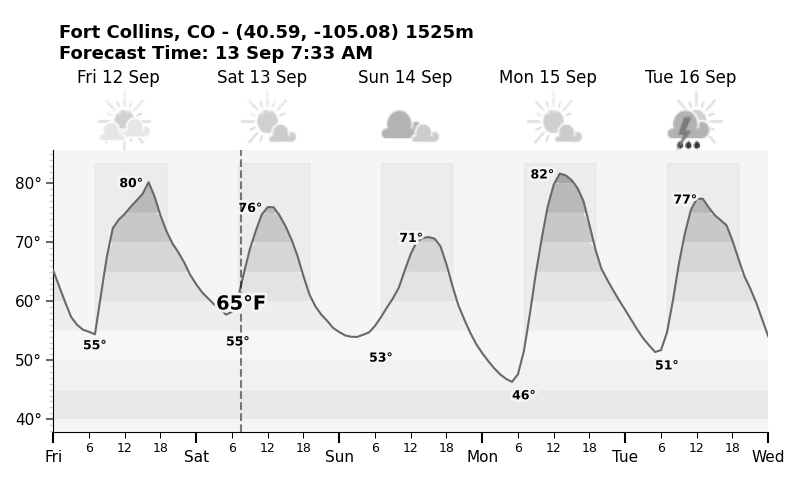 Fort Collins, CO - (40.59, -105.08) 1525m
Forecast Time: 13 Sep 7:33 AM
Fri 12 Sep Sat 13 Sep Sun 14 Sep Mon 15 Sep Tue 16 Sep
80°
70°
60°
50°
40°
80° 76° 71° 82° 77°
65°F
55° 55° 53° 46° 51°
6 12 18 6 12 18 6 12 18 6 12 18 6 12 18
Fri Sat Sun Mon Tue Wed